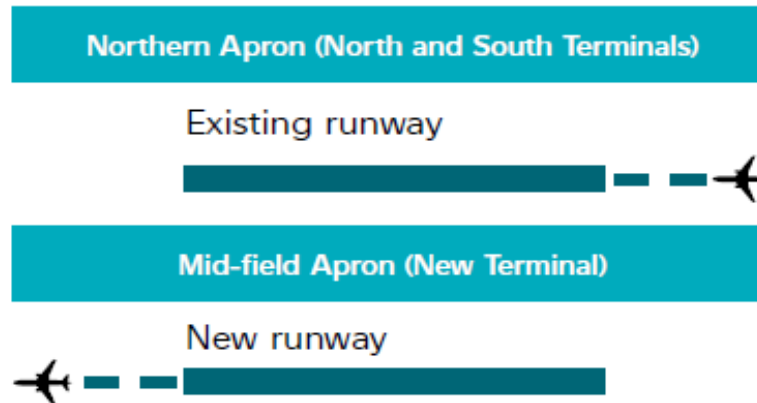 Northern Apron (North and South Terminals)
Existing runway
Mid-field Apron (New Terminal)
New runway